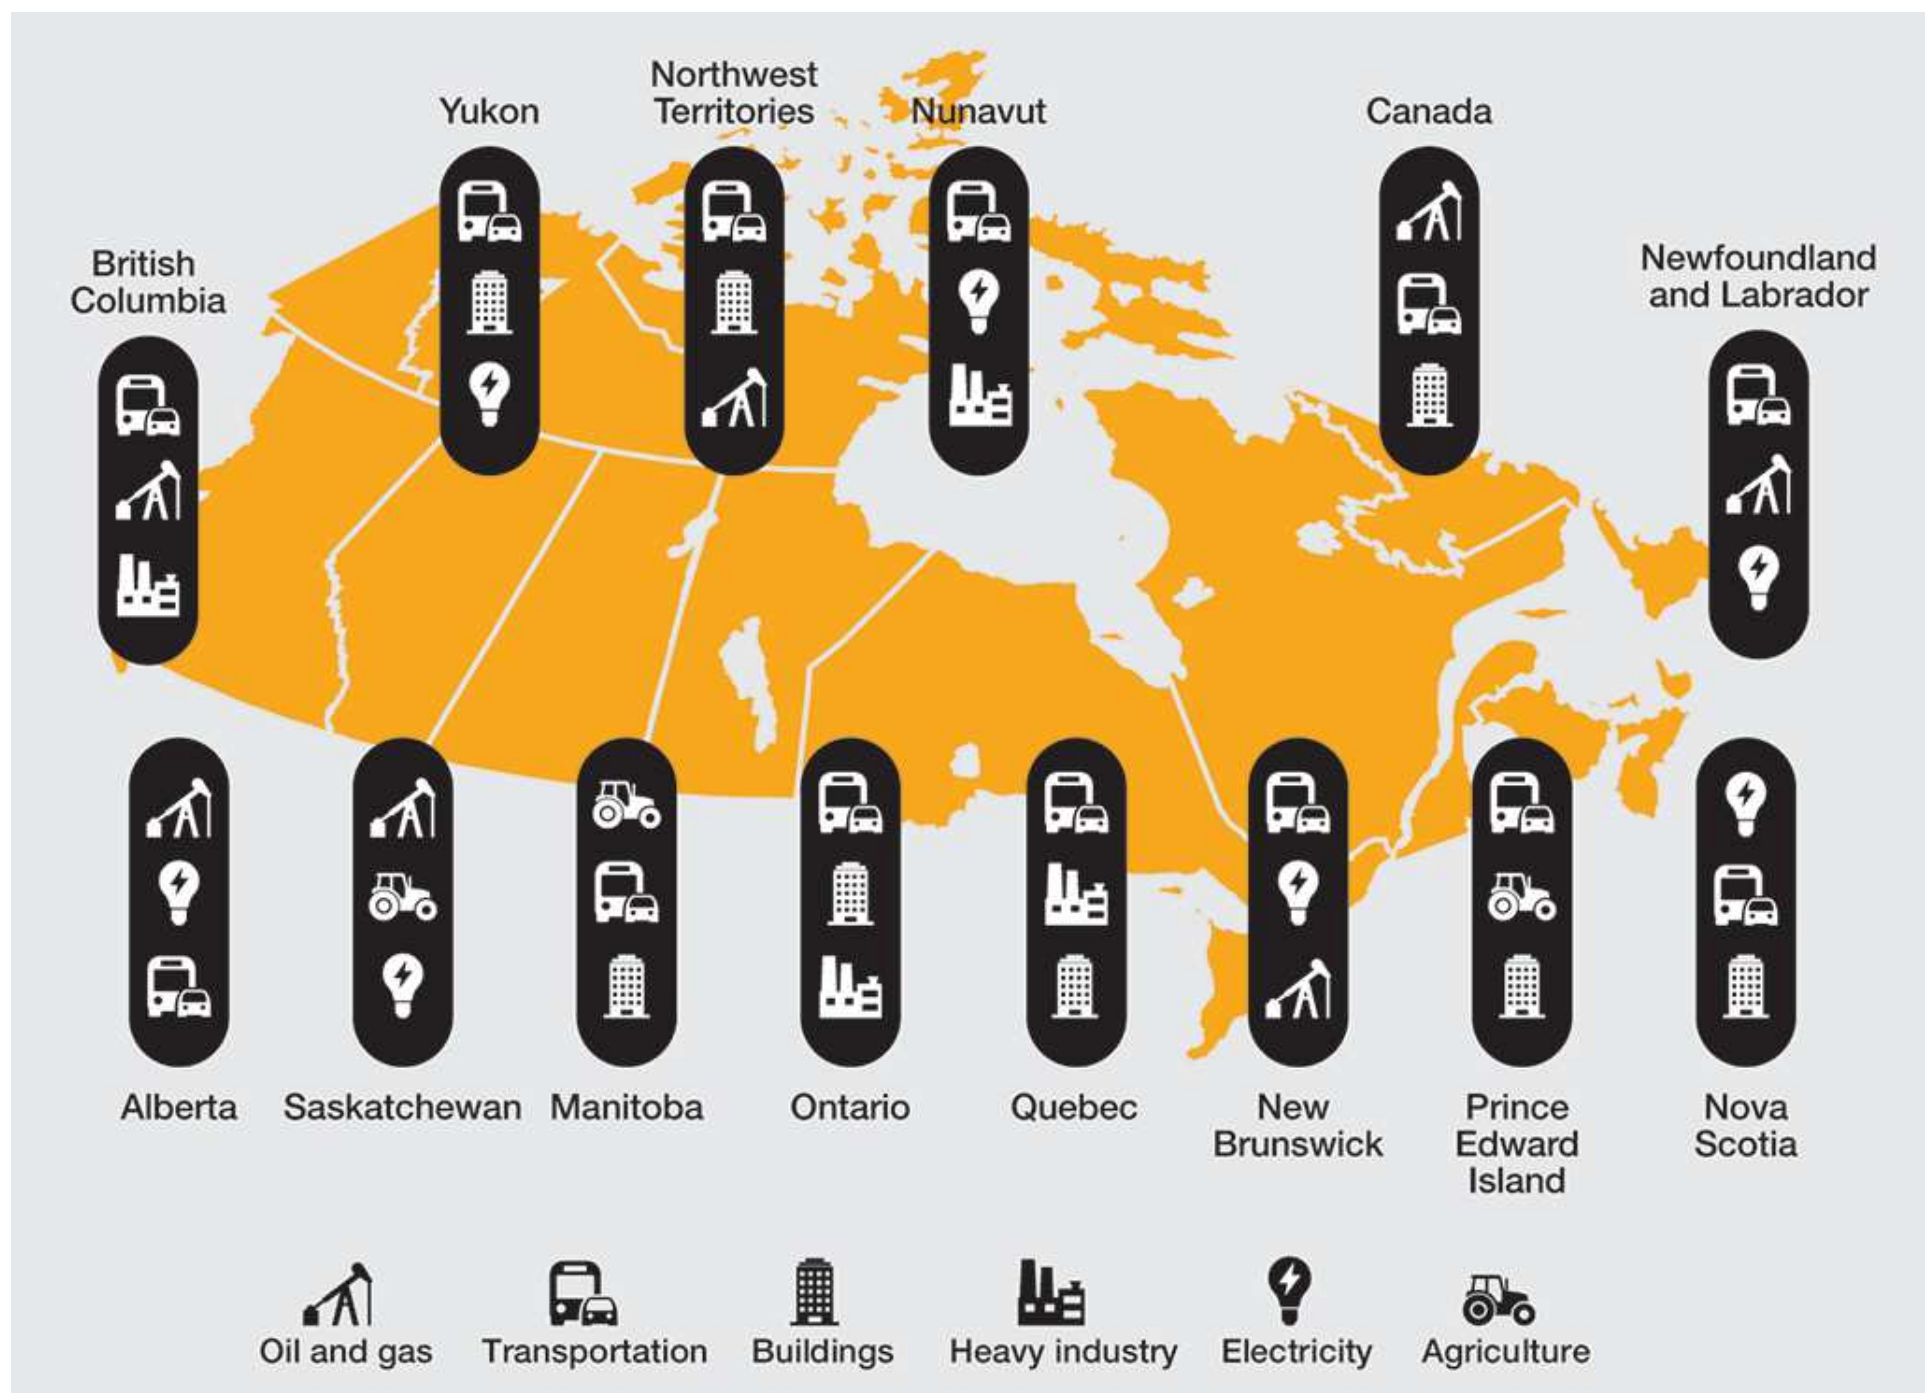 Northwest
Territories
Yukon
Nunavut
Canada
British
Columbia
Newfoundland
and Labrador
Alberta
Saskatchewan
Manitoba
Ontario
Quebec
New
Brunswick
Prince
Edward
Island
Nova
Scotia
Oil and gas
Transportation
Buildings
Heavy industry
Electricity
Agriculture